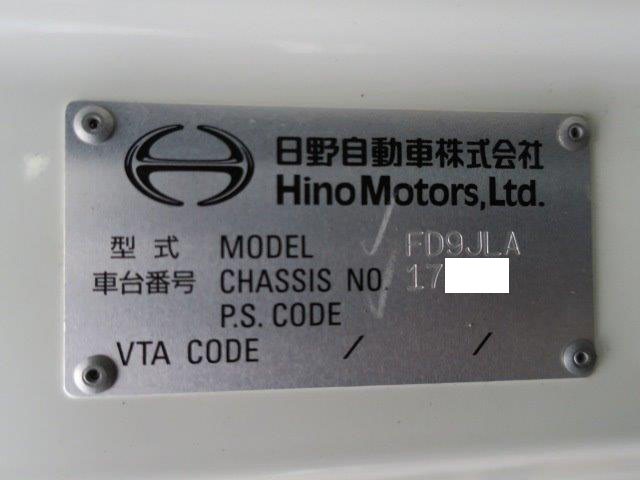 日野自動車株式会社
Hino Motors, Ltd.
型式 MODEL FD9JLA
車台番号 CHASSIS NO. 17
P.S. CODE
VTA CODE / /